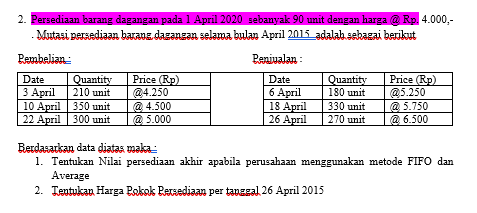 2. Persediaan barang dagangan pada 1 April 2020 sebanyak 90 unit dengan harga @ Rp. 4.000,-
. Mutasi persediaan barang dagangan selama bulan April 2015 adalah sebagai berikut
Pembelian : Penjualan :
Date Quantity Price (Rp) Date Quantity Price (Rp)
3 April 210 unit @4.250 6 April 180 unit @5.250
10 April 350 unit @ 4.500 18 April 330 unit @ 5.750
22 April 300 unit @ 5.000 26 April 270 unit @ 6.500
Berdasarkan data diatas maka :
1. Tentukan Nilai persediaan akhir apabila perusahaan menggunakan metode FIFO dan
Average
2. Tentukan Harga Pokok Persediaan per tanggal 26 April 2015